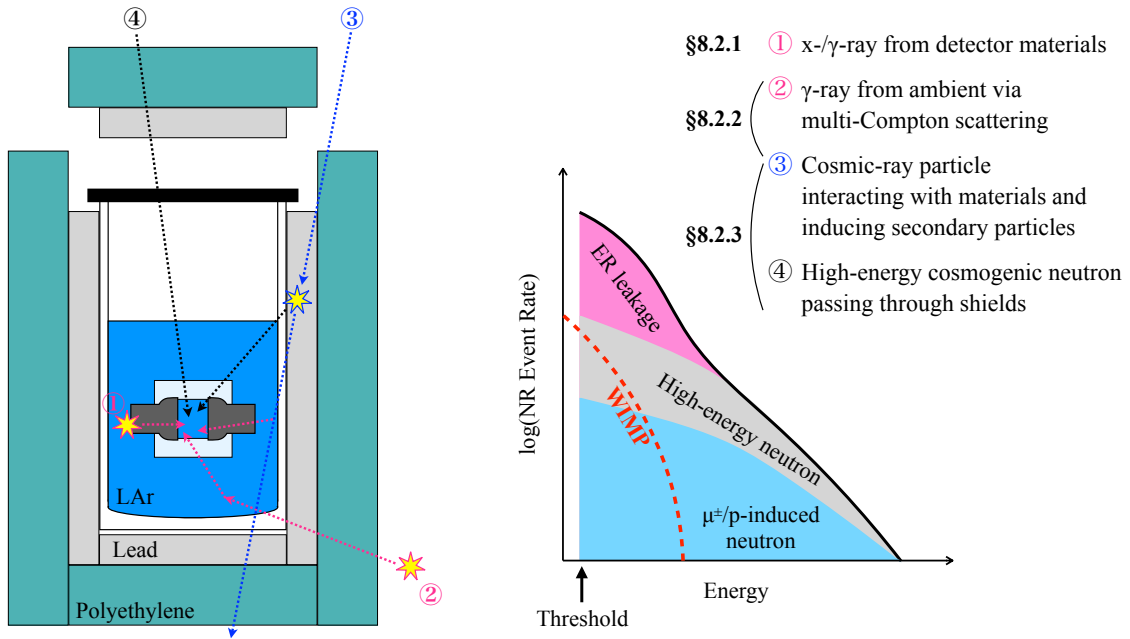 ④
③
①
LAr
Lead
②
Polyethylene
§8.2.1
① x-/γ-ray from detector materials
② γ-ray from ambient via
§8.2.2
multi-Compton scattering
③ Cosmic-ray particle
interacting with materials and
§8.2.3
inducing secondary particles
④ High-energy cosmogenic neutron
passing through shields
log(NR Event Rate)
ER leakage
High-energy neutron
WIMP
μ±/p-induced
neutron
Energy
Threshold